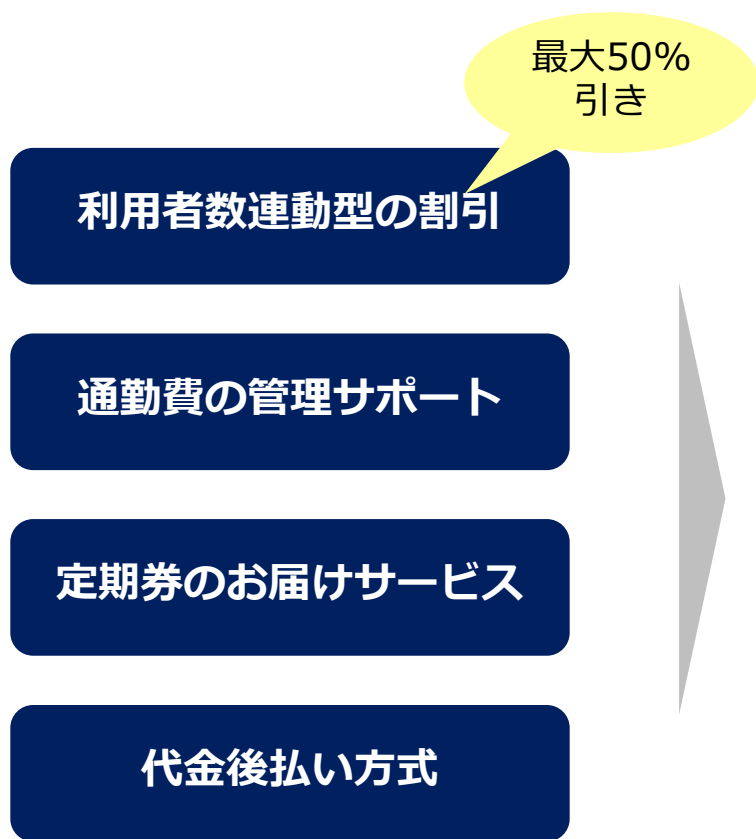 最大50%
引き
利用者数連動型の割引
通勤費の管理サポート
定期券のお届けサービス
代金後払い方式